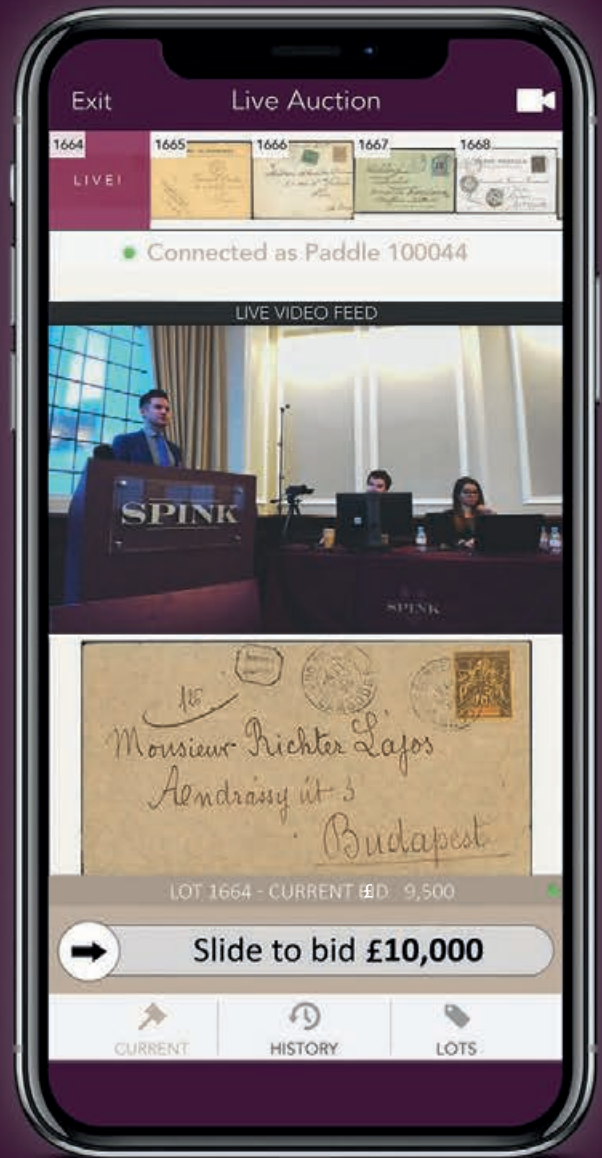 Exit Live Auction
1664 1665 1666 1667 1668
LIVE!
Connected as Paddle 100044
LIVE VIDEO FEED
SPINK
SPINK
125
Monsieur Richter Lajos
Aendrássy út 3
Budapest
LOT 1664 - CURRENT BID £ 9,500
Slide to bid £10,000
CURRENT HISTORY LOTS